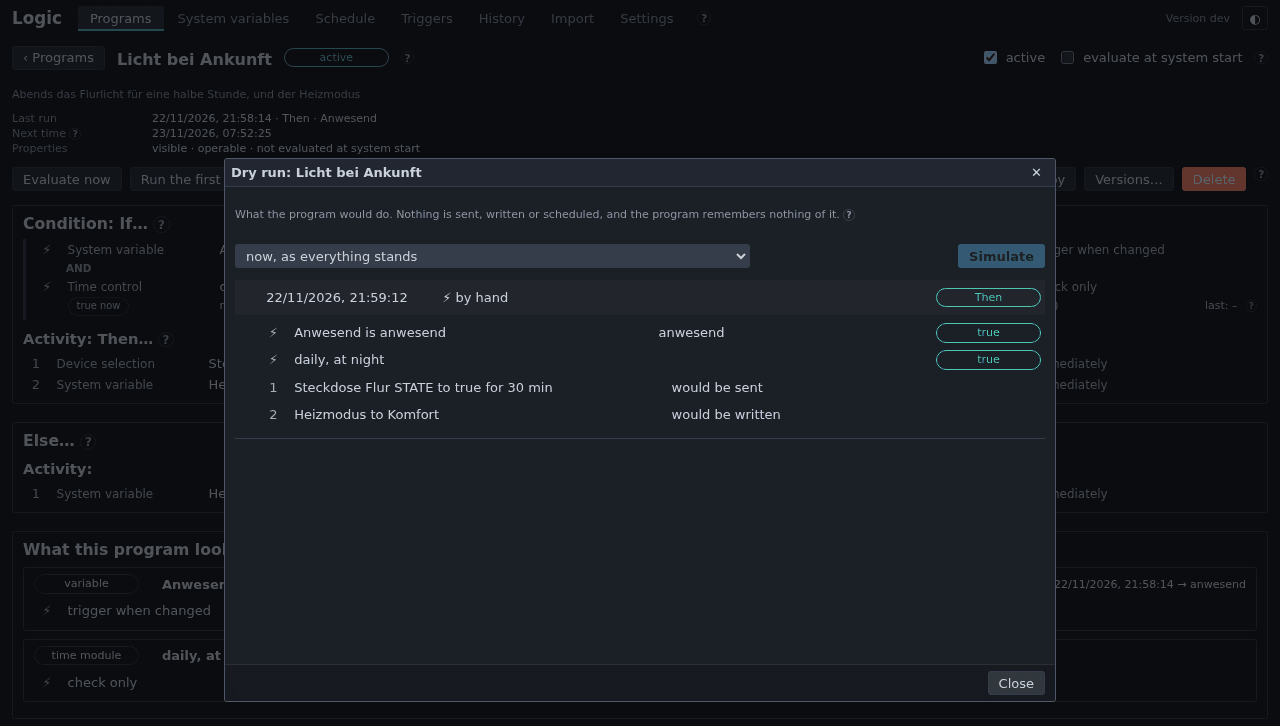 Logic Programs System variables Schedule Triggers History Import Settings ? Version dev
‹ Programs Licht bei Ankunft active ? active evaluate at system start ?
Abends das Flurlicht für eine halbe Stunde, und der Heizmodus
Last run 22/11/2026, 21:58:14 · Then · Anwesend
Next time ? 23/11/2026, 07:52:25
Properties visible · operable · not evaluated at system start
Evaluate now Run the first Versions… Delete ?
Dry run: Licht bei Ankunft ✕
What the program would do. Nothing is sent, written or scheduled, and the program remembers nothing of it. ?
now, as everything stands Simulate
22/11/2026, 21:59:12 ⚡ by hand Then
⚡ Anwesend is anwesend anwesend true
⚡ daily, at night true
1 Steckdose Flur STATE to true for 30 min would be sent
2 Heizmodus to Komfort would be written
Close
Condition: If… ?
⚡ System variable when changed
AND
⚡ Time control only
true now last: – ?
Activity: Then… ?
1 Device selection
2 System variable
Else… ?
Activity:
1 System variable
What this program
variable 22/11/2026, 21:58:14 → anwesend
⚡ trigger when changed
time module daily, at
⚡ check only